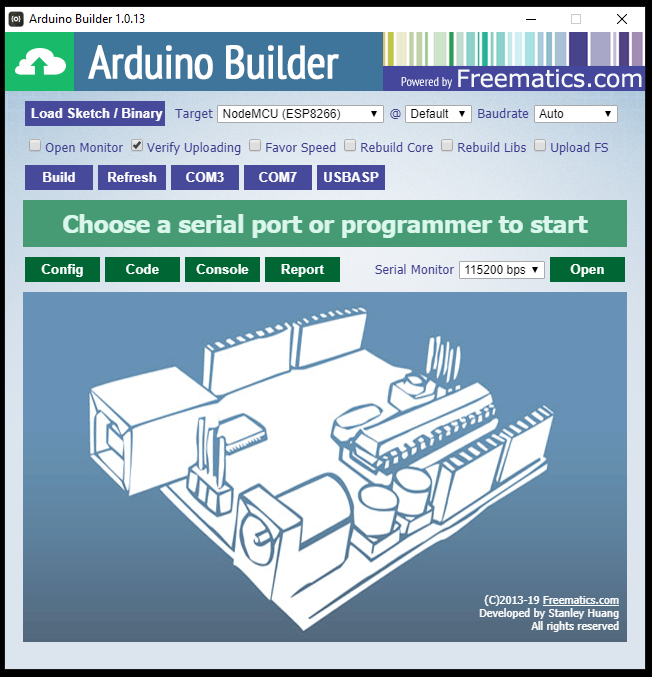 Arduino Builder 1.0.13
Arduino Builder
Powered by Freematics.com
Load Sketch / Binary Target NodeMCU (ESP8266) @ Default Baudrate Auto
Open Monitor Verify Uploading Favor Speed Rebuild Core Rebuild Libs Upload FS
Build Refresh COM3 COM7 USBASP
Choose a serial port or programmer to start
Config Code Console Report Serial Monitor 115200 bps Open
(C)2013-19 Freematics.com
Developed by Stanley Huang
All rights reserved